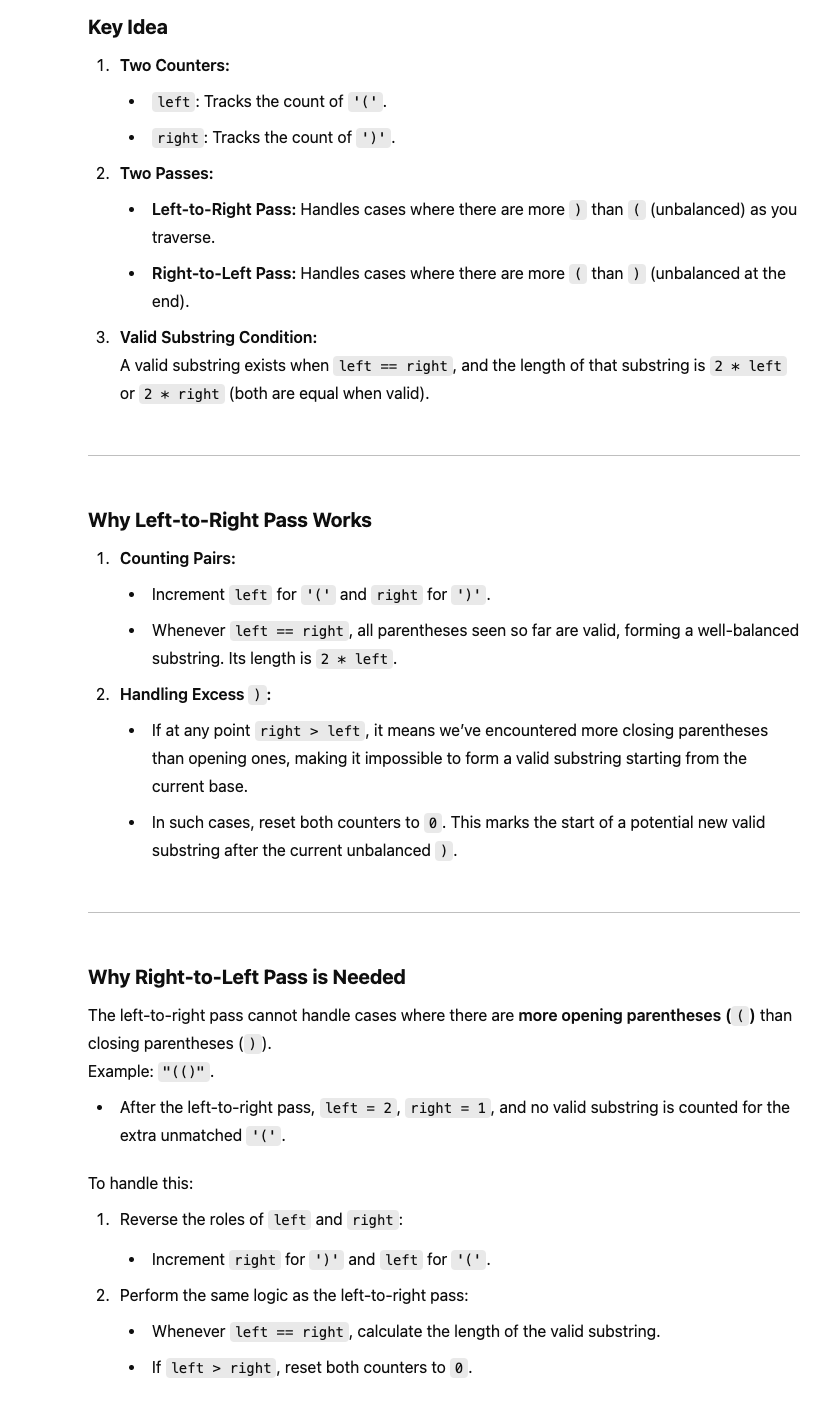 Key Idea
1. Two Counters:
• left : Tracks the count of '(' .
• right : Tracks the count of ')' .
2. Two Passes:
• Left-to-Right Pass: Handles cases where there are more ) than ( (unbalanced) as you
traverse.
• Right-to-Left Pass: Handles cases where there are more ( than ) (unbalanced at the
end).
3. Valid Substring Condition:
A valid substring exists when left == right , and the length of that substring is 2 * left
or 2 * right (both are equal when valid).
Why Left-to-Right Pass Works
1. Counting Pairs:
• Increment left for '(' and right for ')' .
• Whenever left == right , all parentheses seen so far are valid, forming a well-balanced
substring. Its length is 2 * left .
2. Handling Excess ) :
• If at any point right > left , it means we've encountered more closing parentheses
than opening ones, making it impossible to form a valid substring starting from the
current base.
• In such cases, reset both counters to 0 . This marks the start of a potential new valid
substring after the current unbalanced ) .
Why Right-to-Left Pass is Needed
The left-to-right pass cannot handle cases where there are more opening parentheses ( ( ) than
closing parentheses ( ) ).
Example: "(()" .
• After the left-to-right pass, left = 2 , right = 1 , and no valid substring is counted for the
extra unmatched '(' .
To handle this:
1. Reverse the roles of left and right :
• Increment right for ')' and left for '(' .
2. Perform the same logic as the left-to-right pass:
• Whenever left == right , calculate the length of the valid substring.
• If left > right , reset both counters to 0 .